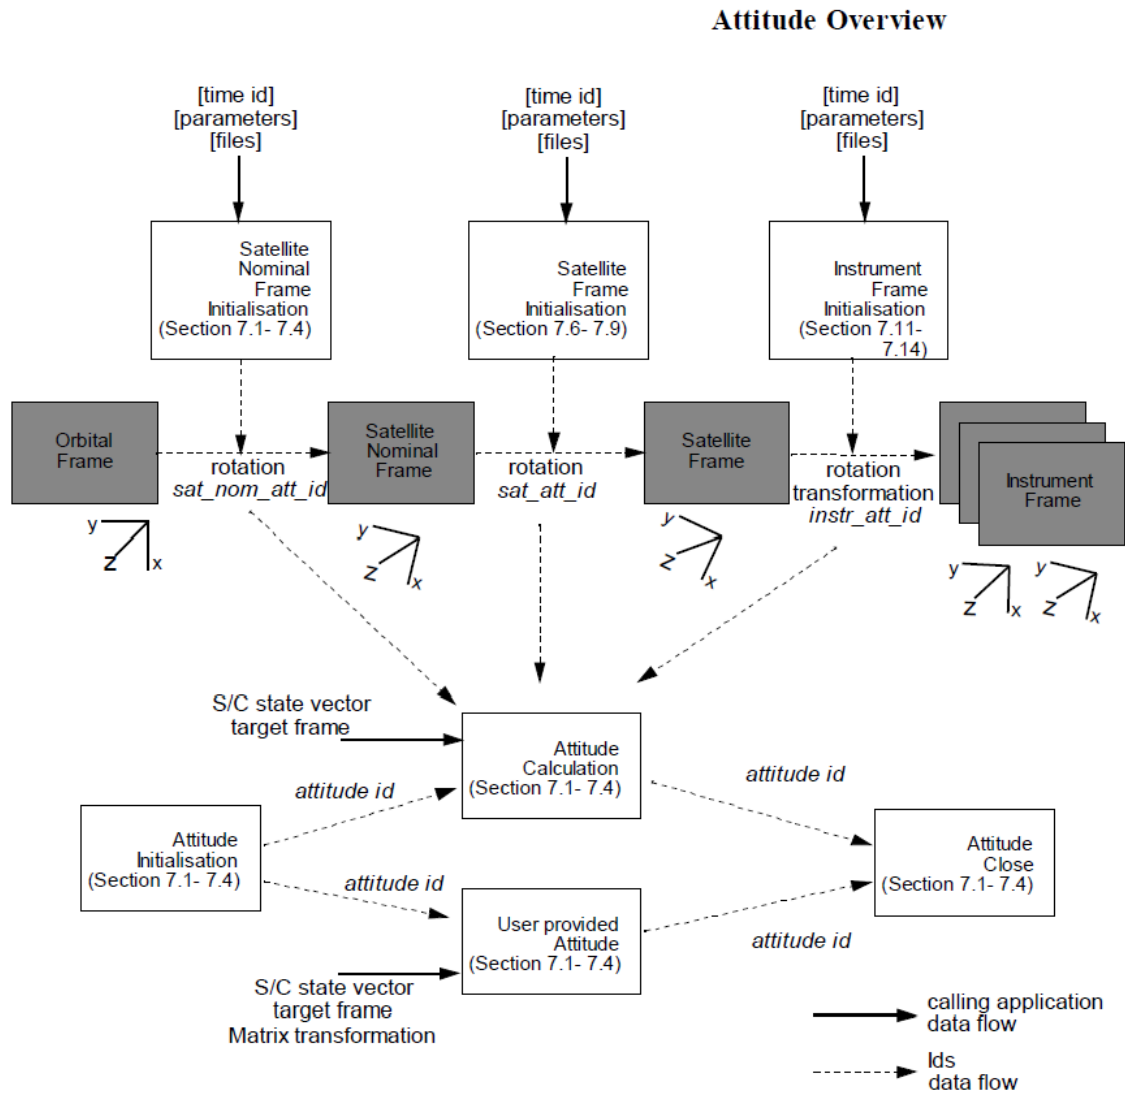 Attitude Overview
[time id]
[parameters]
[files]
[time id]
[parameters]
[files]
[time id]
[parameters]
[files]
Satellite
Nominal
Frame
Initialisation
(Section 7.1- 7.4)
Satellite
Frame
Initialisation
(Section 7.6- 7.9)
Instrument
Frame
Initialisation
(Section 7.11-
7.14)
Orbital
Frame
rotation
sat_nom_att_id
Satellite
Nominal
Frame
rotation
sat_att_id
Satellite
Frame
rotation
transformation
instr_att_id
Instrument
Frame
y
z
x
y
z
x
y
z
x
y
z
x
y
z
x
S/C state vector
target frame
Attitude
Calculation
(Section 7.1- 7.4)
attitude id
attitude id
Attitude
Initialisation
(Section 7.1- 7.4)
attitude id
Attitude
Close
(Section 7.1- 7.4)
User provided
Attitude
(Section 7.1- 7.4)
attitude id
S/C state vector
target frame
Matrix transformation
calling application
data flow
Ids
data flow